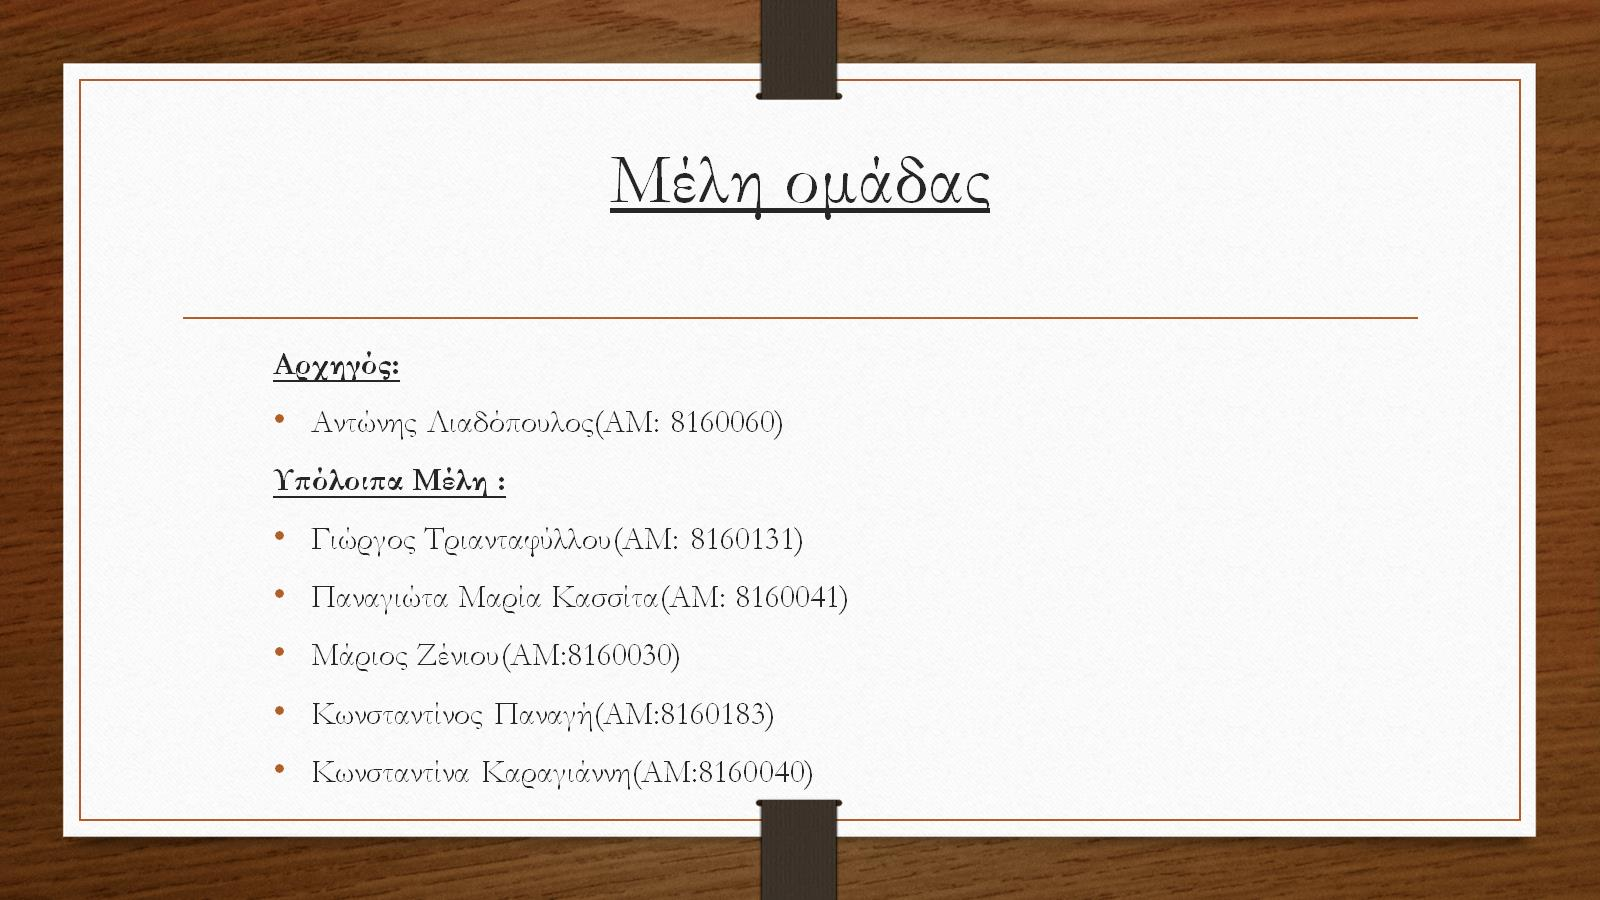 Μέλη ομάδας
Αρχηγός:
• Αντώνης Λιαδόπουλος(ΑΜ: 8160060)
Υπόλοιπα Μέλη :
• Γιώργος Τριανταφύλλου(ΑΜ: 8160131)
• Παναγιώτα Μαρία Κασσίτα(ΑΜ: 8160041)
• Μάριος Ζένιου(ΑΜ:8160030)
• Κωνσταντίνος Παναγή(ΑΜ:8160183)
• Κωνσταντίνα Καραγιάννη(ΑΜ:8160040)